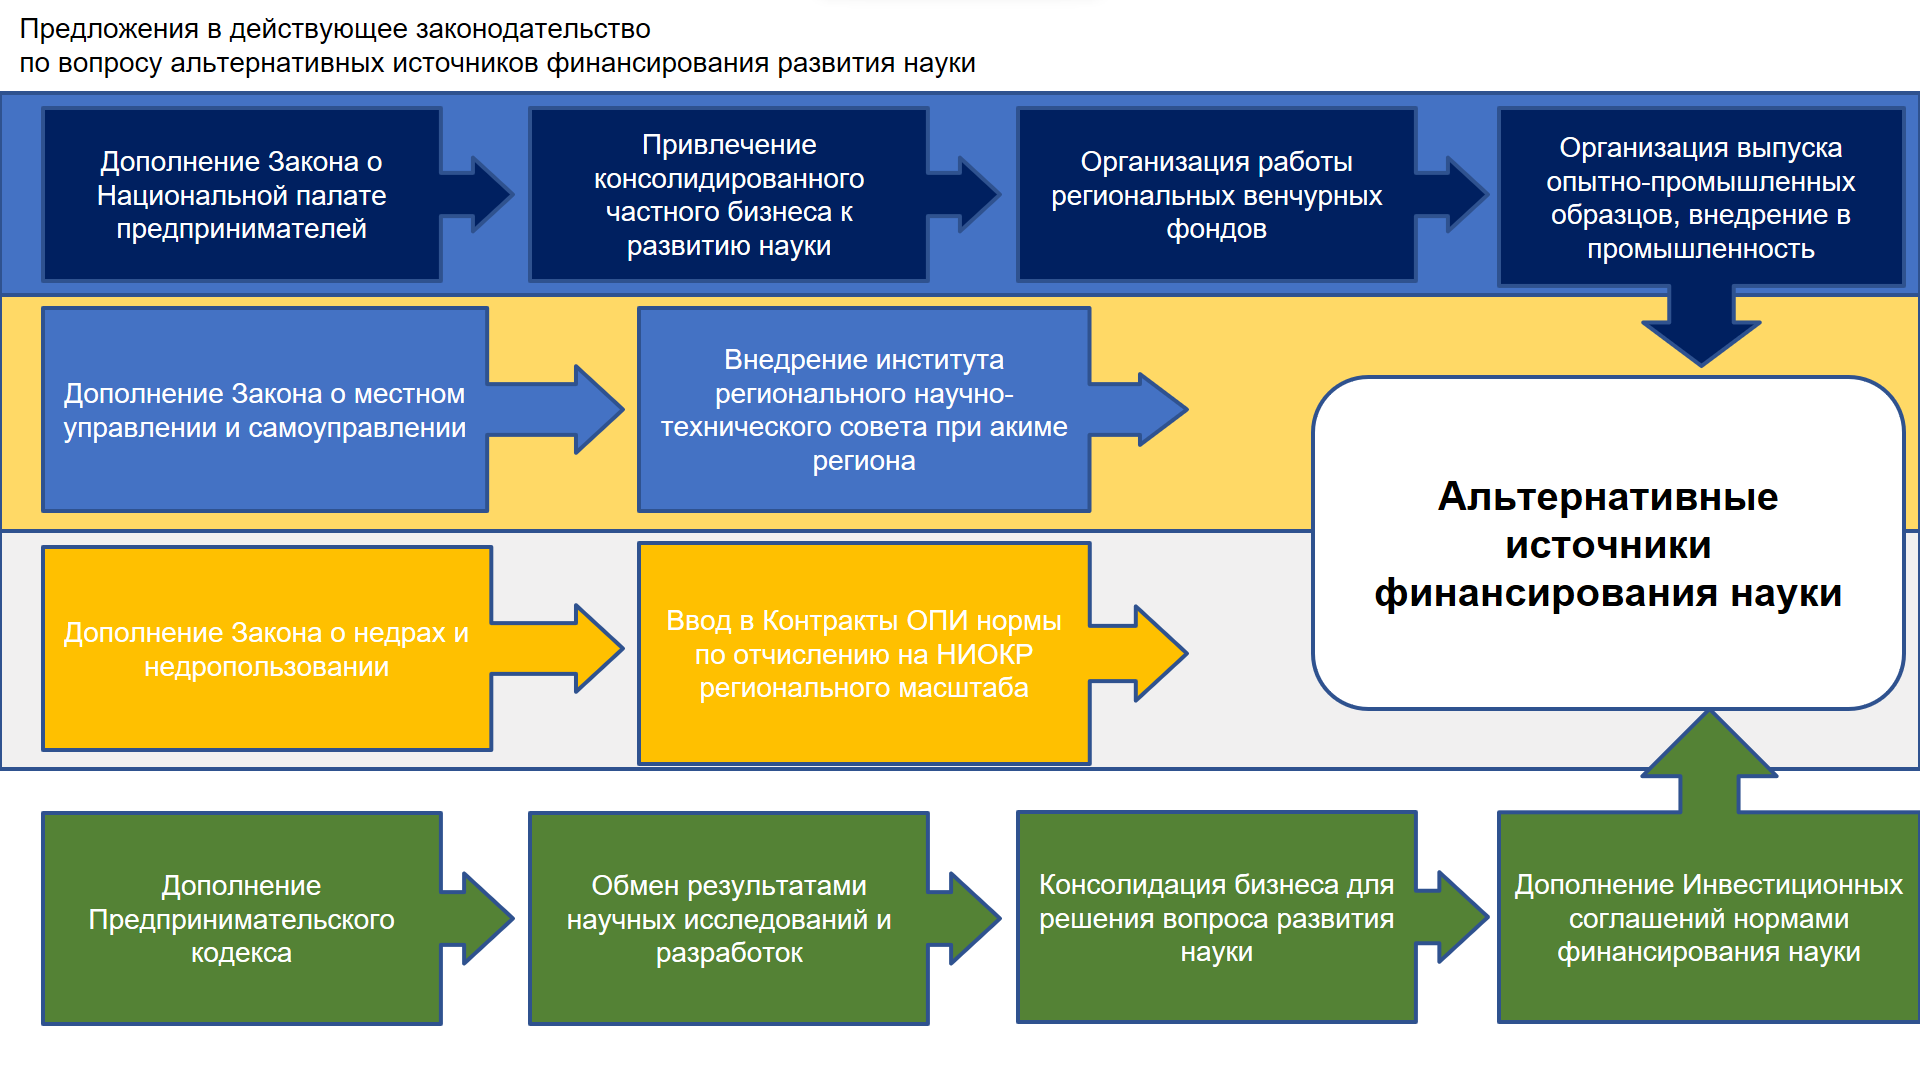 Предложения в действующее законодательство
по вопросу альтернативных источников финансирования развития науки
Дополнение Закона о
Национальной палате
предпринимателей
Привлечение
консолидированного
частного бизнеса к
развитию науки
Организация работы
региональных венчурных
фондов
Организация выпуска
опытно-промышленных
образцов, внедрение в
промышленность
Дополнение Закона о местном
управлении и самоуправлении
Внедрение института
регионального научно-
технического совета при акиме
региона
Альтернативные
источники
финансирования науки
Дополнение Закона о недрах и
недропользовании
Ввод в Контракты ОПИ нормы
по отчислению на НИОКР
регионального масштаба
Дополнение
Предпринимательского
кодекса
Обмен результатами
научных исследований и
разработок
Консолидация бизнеса для
решения вопроса развития
науки
Дополнение Инвестиционных
соглашений нормами
финансирования науки